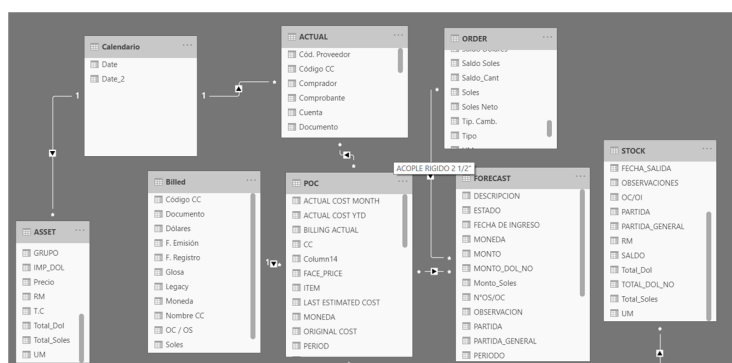 Calendario
Date
Date_2
1
1
ACTUAL
Cód. Proveedor
Código CC
Comprador
Comprobante
Cuenta
Documento
ORDER
Saldo Dólares
Saldo Soles
Saldo_Cant
Soles
Soles Neto
Tip. Camb.
Tipo
UM
ACOPLE RIGIDO 2 1/2"
STOCK
FECHA_SALIDA
OBSERVACIONES
OC/OI
PARTIDA
PARTIDA_GENERAL
RM
SALDO
Total_Dol
TOTAL_DOL_NO
Total_Soles
UM
ASSET
GRUPO
IMP_DOL
Precio
RM
T.C
Total_Dol
Total_Soles
UM
Billed
Código CC
Documento
Dólares
F. Emisión
F. Registro
Glosa
Legacy
Moneda
Nombre CC
OC / OS
Soles
1
POC
ACTUAL COST MONTH
ACTUAL COST YTD
BILLING ACTUAL
CC
Column14
FACE_PRICE
ITEM
LAST ESTIMATED COST
MONEDA
ORIGINAL COST
PERIOD
FORECAST
DESCRIPCION
ESTADO
FECHA DE INGRESO
MONEDA
MONTO
MONTO_DOL_NO
Monto_Soles
N°OS/OC
OBSERVACION
PARTIDA
PARTIDA_GENERAL
PERIODO